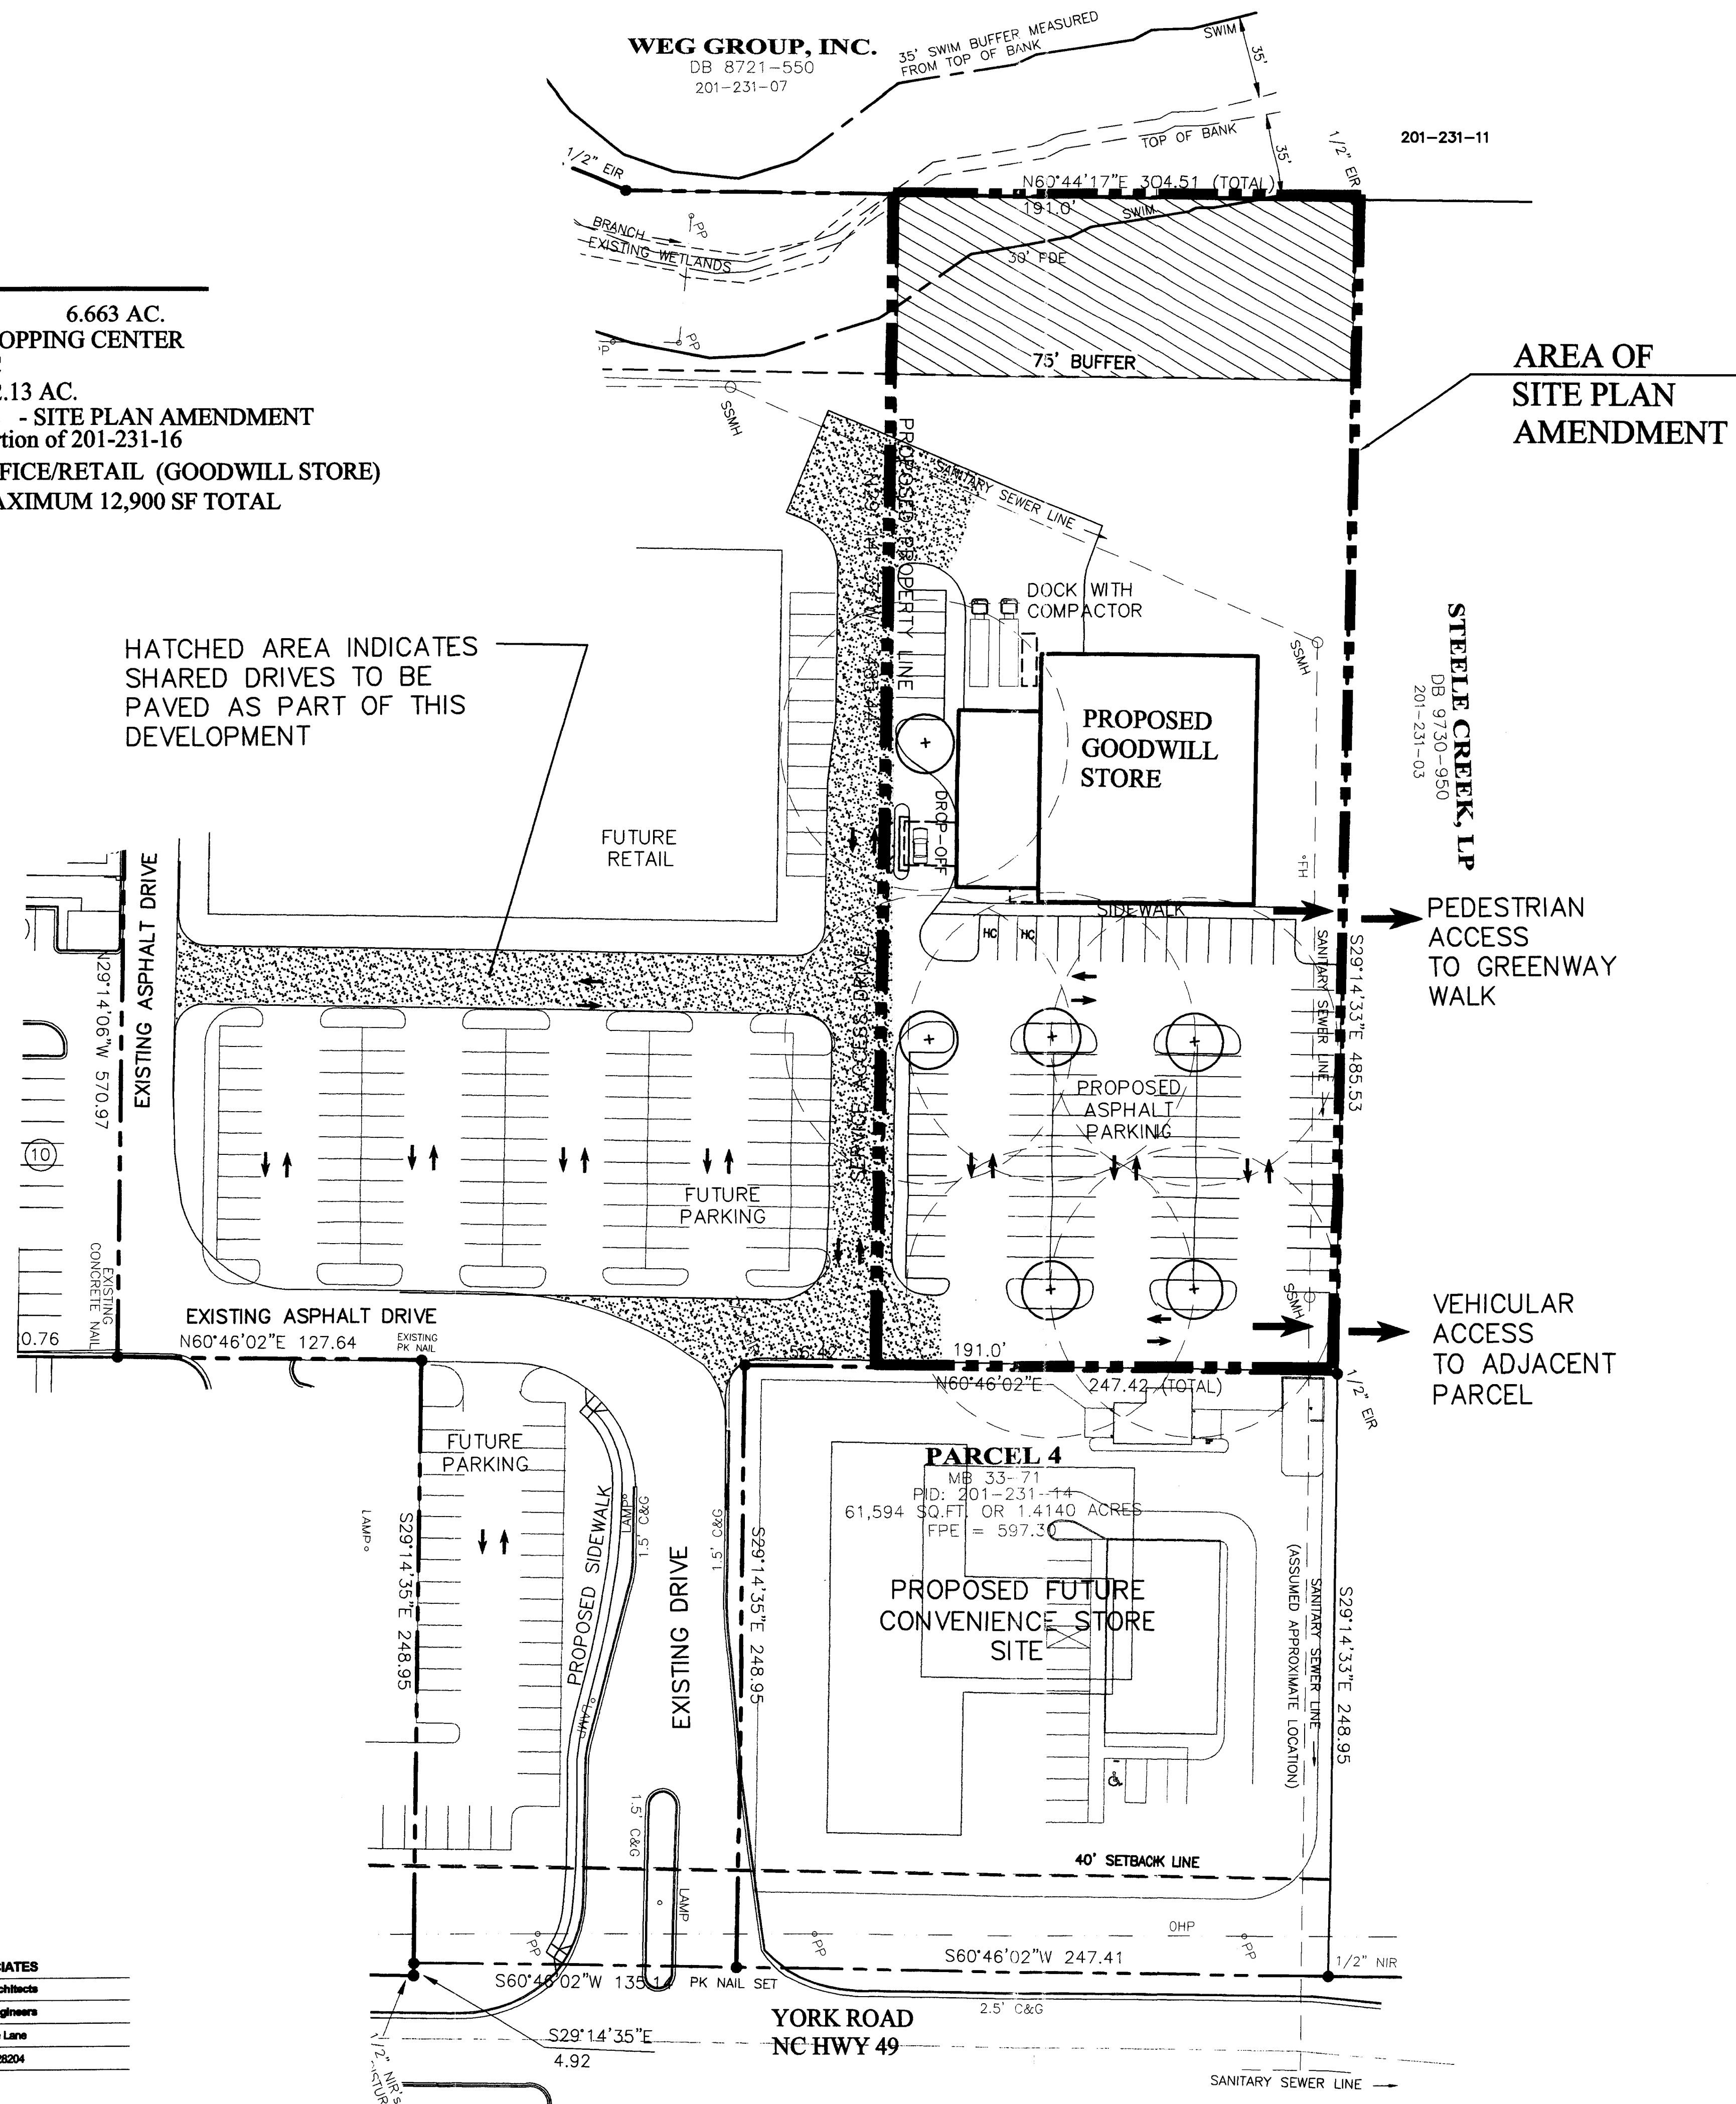 WEG GROUP, INC.
DB 8721-550
201-231-07
35' SWIM BUFFER MEASURED
FROM TOP OF BANK
SWIM
35'
TOP OF BANK
35'
1/2" EIR
201-231-11
1/2" EIR
N60°44'17"E 304.51 (TOTAL)
191.0'
SWIM
30' PDE
BRANCH
EXISTING WETLANDS
PP
PP
75' BUFFER
SSMH
6.663 AC.
OPPING CENTER
2.13 AC.
- SITE PLAN AMENDMENT
rtion of 201-231-16
FICE/RETAIL (GOODWILL STORE)
AXIMUM 12,900 SF TOTAL
AREA OF
SITE PLAN
AMENDMENT
PROPOSED PROPERTY LINE
SANITARY SEWER LINE
DOCK WITH
COMPACTOR
SSMH
HATCHED AREA INDICATES
SHARED DRIVES TO BE
PAVED AS PART OF THIS
DEVELOPMENT
STEELE CREEK, LP
DB 9730-950
201-231-03
PROPOSED
GOODWILL
STORE
DROP-OFF
FUTURE
RETAIL
FH
SIDEWALK
HC
HC
PEDESTRIAN
ACCESS
TO GREENWAY
WALK
EXISTING ASPHALT DRIVE
N29°14'06"W 570.97
SERVICE ACCESS DRIVE
SANITARY SEWER LINE
S29°14'33"E 485.53
PROPOSED
ASPHALT
PARKING
10
FUTURE
PARKING
EXISTING
CONCRETE NAIL
SSMH
VEHICULAR
ACCESS
TO ADJACENT
PARCEL
EXISTING ASPHALT DRIVE
0.76
N60°46'02"E 127.64
EXISTING
PK NAIL
56.42
191.0'
N60°46'02"E 247.42 (TOTAL)
1/2" EIR
FUTURE
PARKING
PARCEL 4
MB 33-71
PID: 201-231-14
61,594 SQ.FT. OR 1.4140 ACRES
FPE = 597.30
LAMP
S29°14'35"E 248.95
PROPOSED SIDEWALK
LAMP
1.5' C&G
1.5' C&G
EXISTING DRIVE
S29°14'35"E 248.95
PROPOSED FUTURE
CONVENIENCE STORE
SITE
SANITARY SEWER LINE
(ASSUMED APPROXIMATE LOCATION)
S29°14'33"E 248.95
LAMP
1.5' C&G
LAMP
40' SETBACK LINE
OHP
PP
PP
PP
S60°46'02"W 135.14
PK NAIL SET
S60°46'02"W 247.41
1/2" NIR
2.5' C&G
YORK ROAD
NC HWY 49
S29°14'35"E
4.92
1/2" NIR's
SANITARY SEWER LINE
IATES
chitects
gineers
Lane
28204